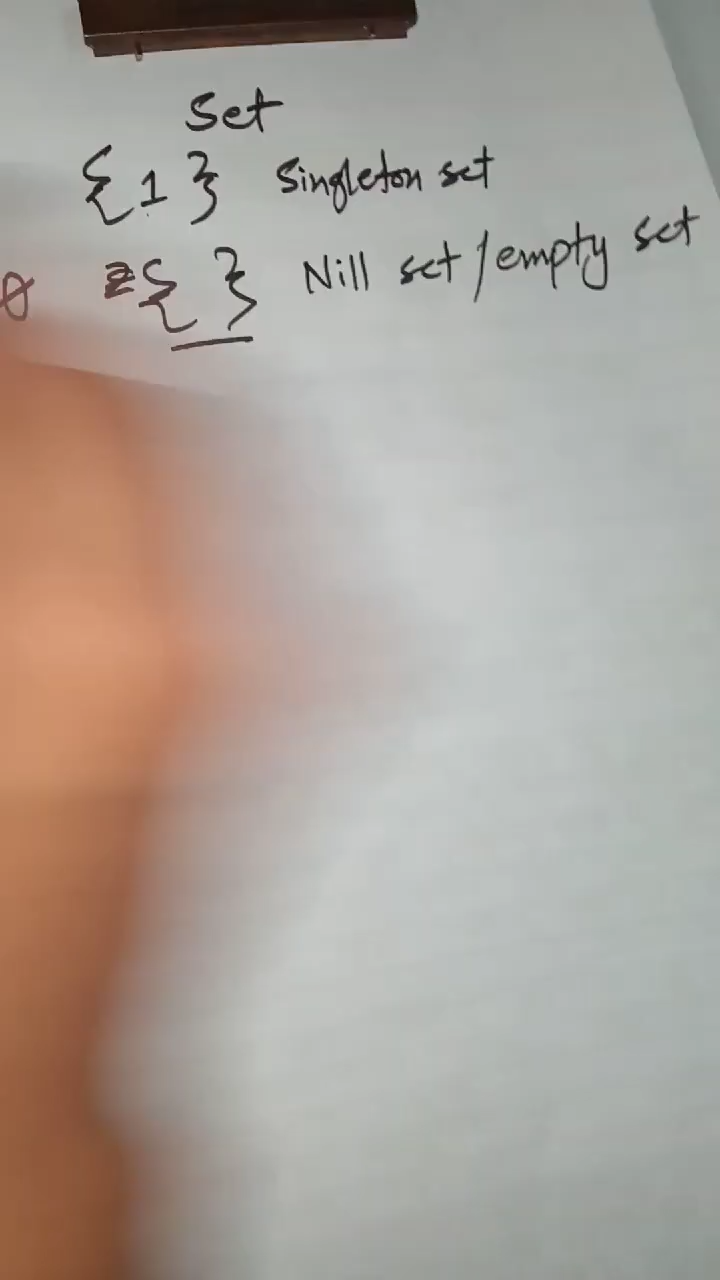 Set
{1} Singleton set
∅ = { } Nill set / empty set